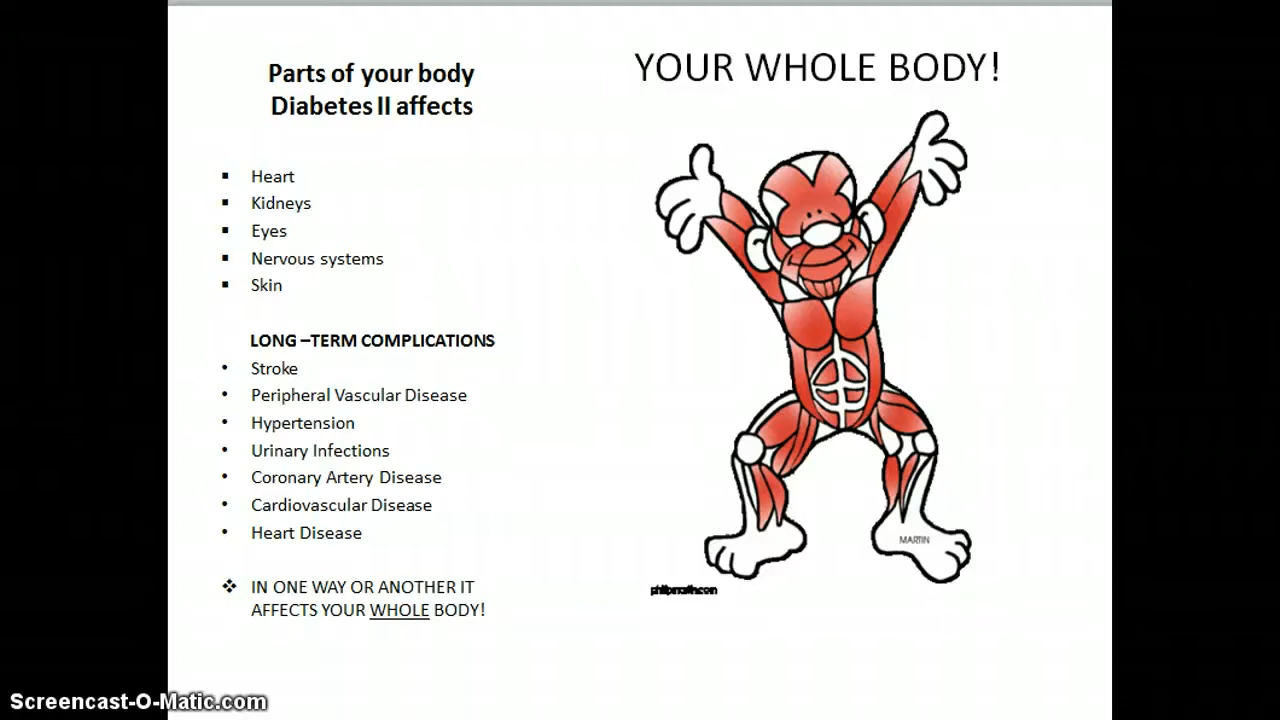 Parts of your body
Diabetes II affects
▪ Heart
▪ Kidneys
▪ Eyes
▪ Nervous systems
▪ Skin
LONG –TERM COMPLICATIONS
• Stroke
• Peripheral Vascular Disease
• Hypertension
• Urinary Infections
• Coronary Artery Disease
• Cardiovascular Disease
• Heart Disease
❖ IN ONE WAY OR ANOTHER IT
AFFECTS YOUR WHOLE BODY!
YOUR WHOLE BODY!
MARTIN
Screencast-O-Matic.com